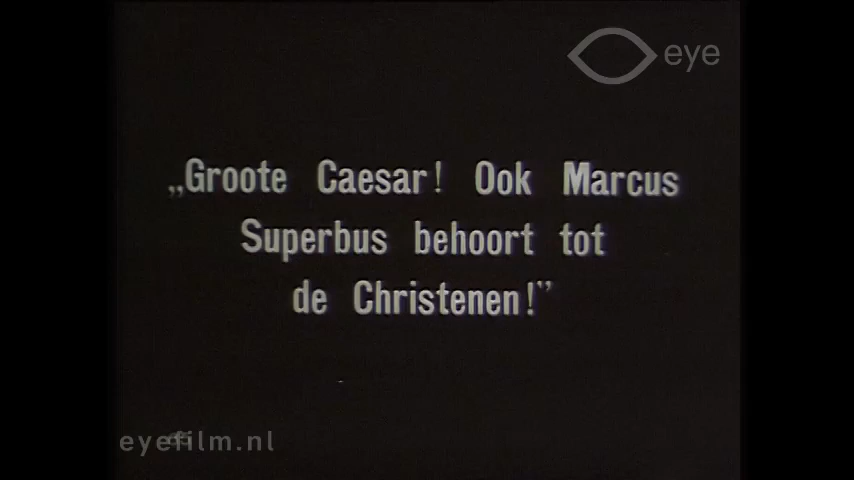 eye
„Groote Caesar! Ook Marcus
Superbus behoort tot
de Christenen!”
eyefilm.nl